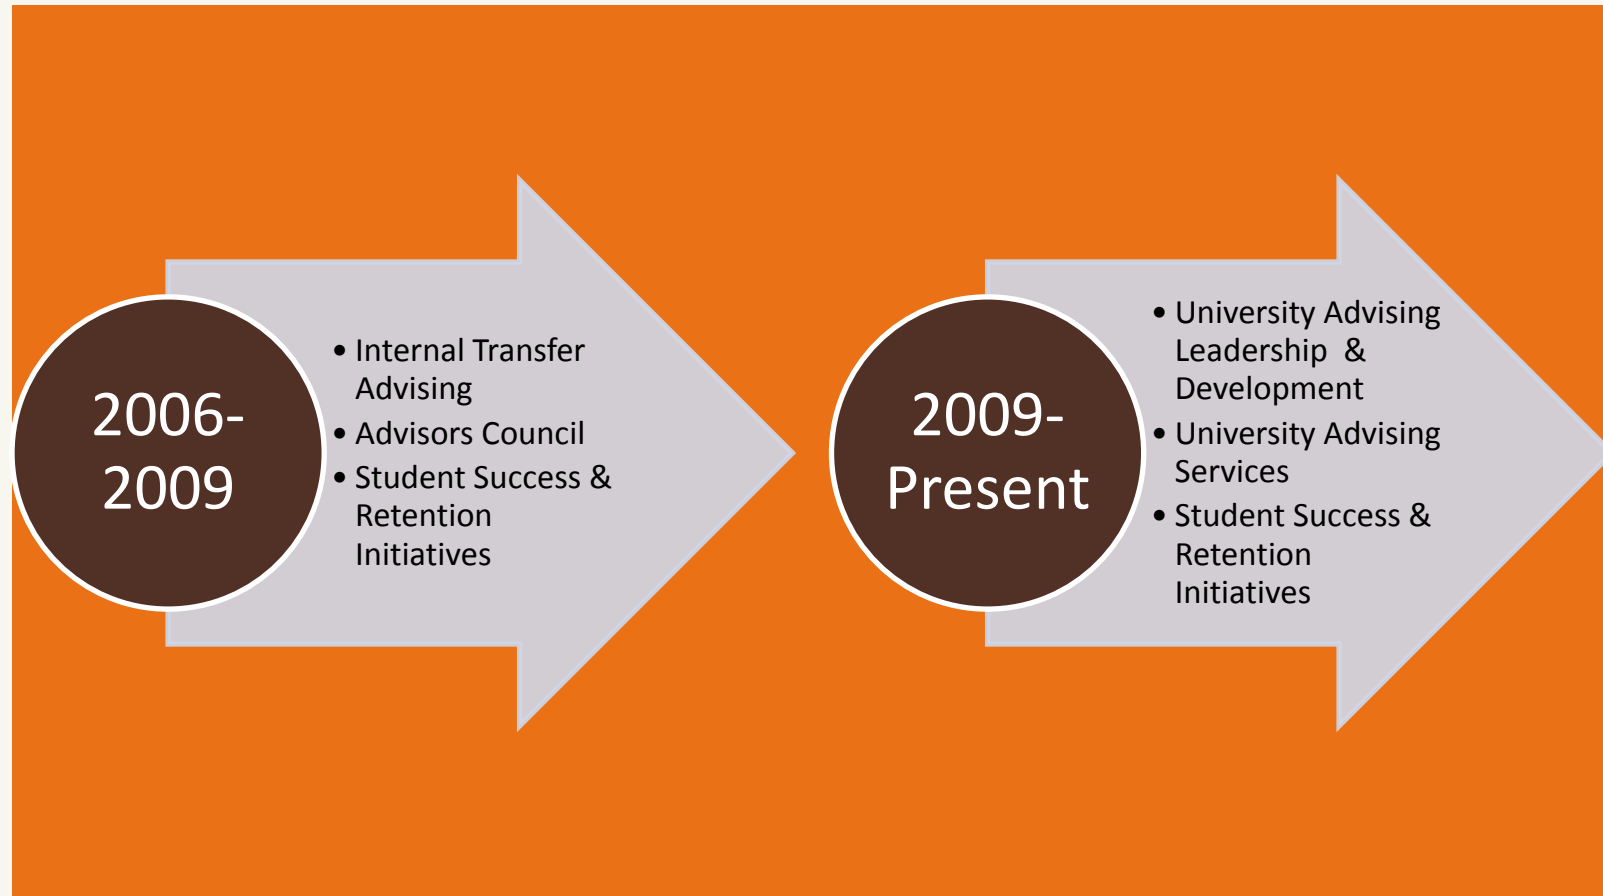 2006-
2009
• Internal Transfer
Advising
• Advisors Council
• Student Success &
Retention
Initiatives
2009-
Present
• University Advising
Leadership  &
Development
• University Advising
Services
• Student Success &
Retention
Initiatives